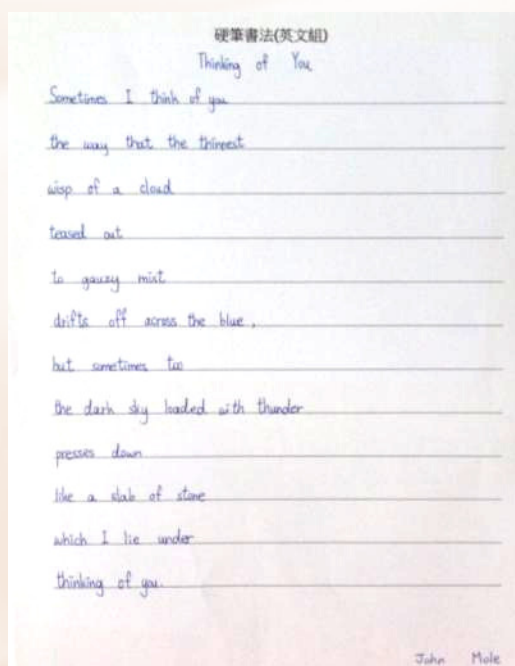 硬筆書法(英文組)
Thinking of You
Sometimes I think of you
the way that the thinnest
wisp of a cloud
teased out
to gauzy mist
drifts off across the blue,
but sometimes too
the dark sky loaded with thunder
presses down
like a slab of stone
which I lie under
thinking of you.
John Mole